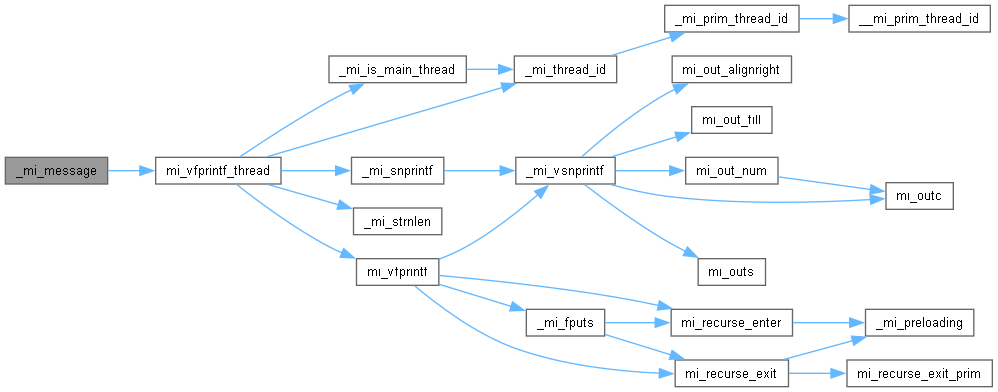 _mi_prim_thread_id
__mi_prim_thread_id
_mi_is_main_thread
_mi_thread_id
mi_out_alignright
mi_out_fill
_mi_message
mi_vfprintf_thread
_mi_snprintf
_mi_vsnprintf
mi_out_num
mi_outc
_mi_strnlen
mi_vfprintf
mi_outs
_mi_fputs
mi_recurse_enter
_mi_preloading
mi_recurse_exit
mi_recurse_exit_prim